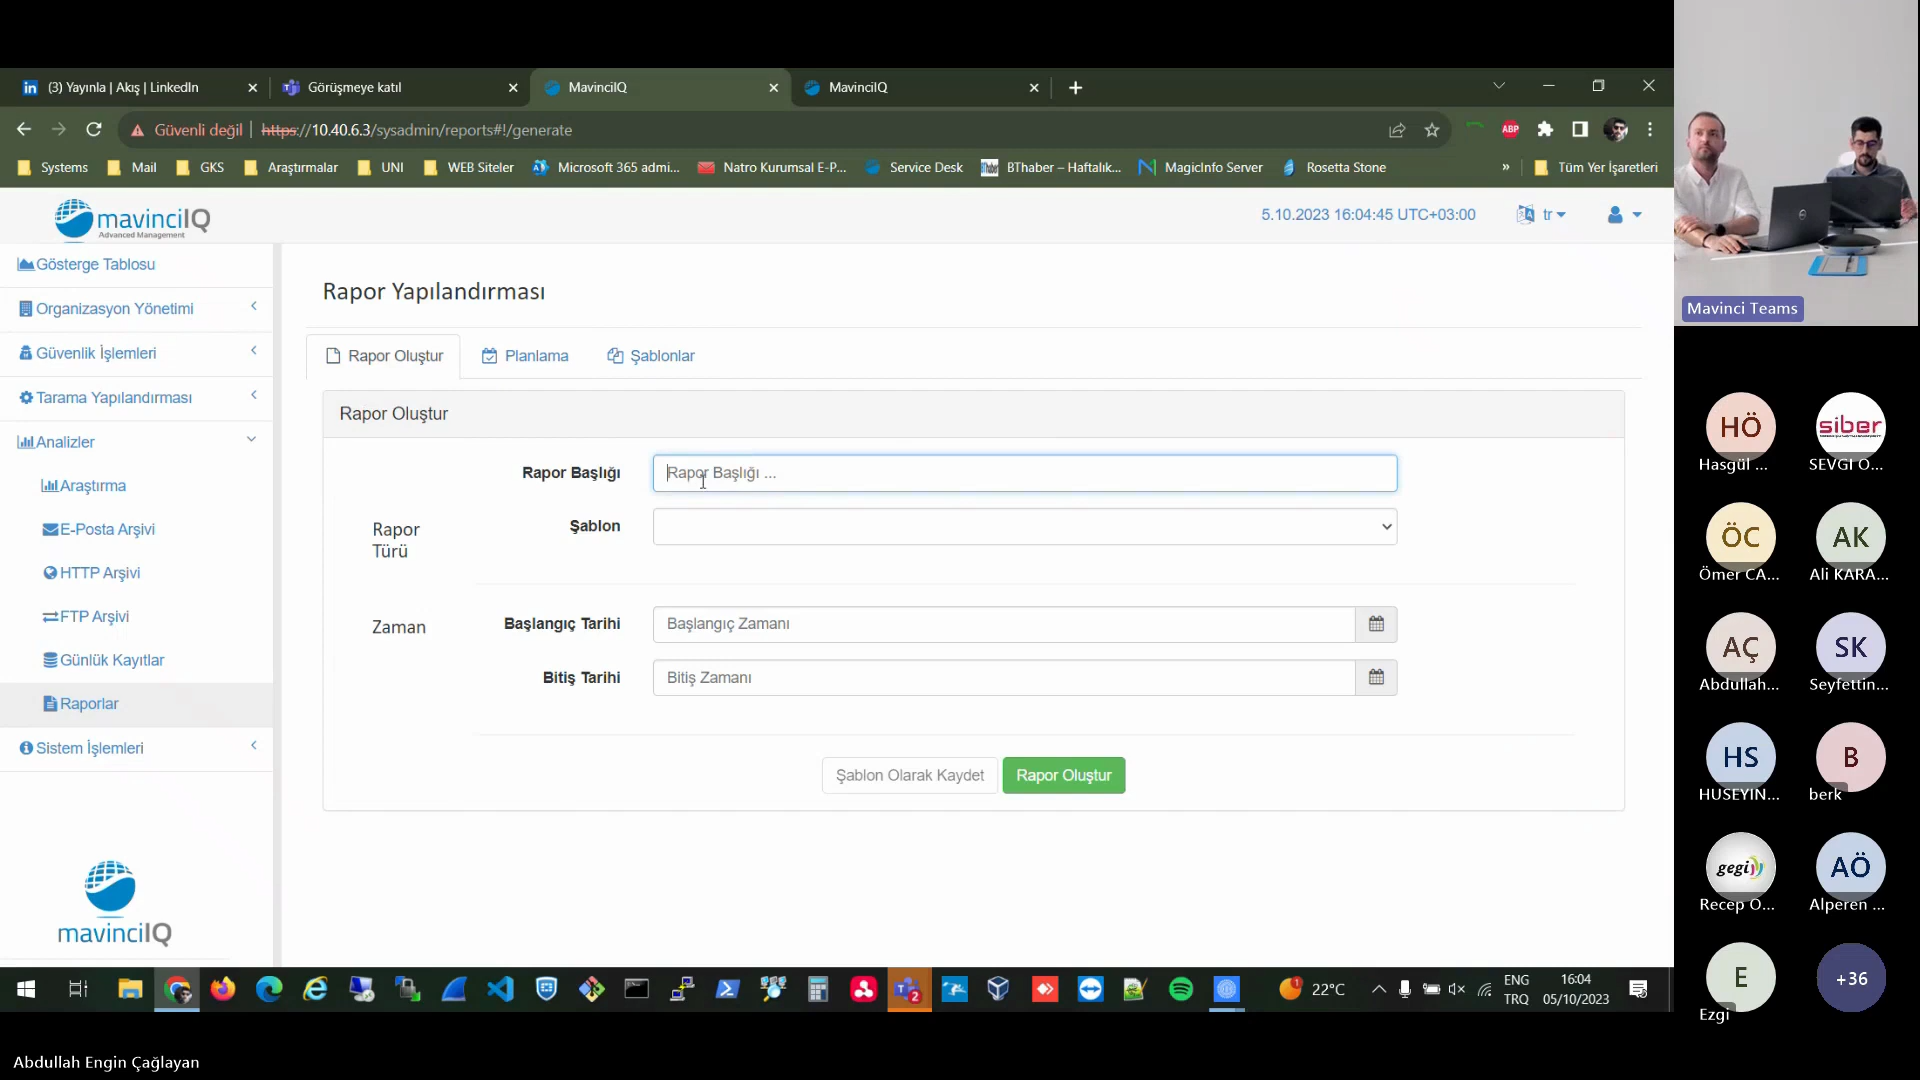 (3) Yayınla | Akış | LinkedIn
Görüşmeye katıl
MavinciIQ
MavinciIQ
Güvenli değil
https://10.40.6.3/sysadmin/reports#!/generate
ABP
Systems
Mail
GKS
Araştırmalar
UNI
WEB Siteler
Microsoft 365 admi...
Natro Kurumsal E-P...
Service Desk
BThaber – Haftalık...
MagicInfo Server
Rosetta Stone
»
Tüm Yer İşaretleri
mavinciIQ
Advanced Management
5.10.2023 16:04:45 UTC+03:00
tr
Gösterge Tablosu
Organizasyon Yönetimi
Güvenlik İşlemleri
Tarama Yapılandırması
Analizler
Araştırma
E-Posta Arşivi
HTTP Arşivi
FTP Arşivi
Günlük Kayıtlar
Raporlar
Sistem İşlemleri
mavinciIQ
Rapor Yapılandırması
Rapor Oluştur
Planlama
Şablonlar
Rapor Oluştur
Rapor Başlığı
Rapor Başlığı ...
Rapor
Türü
Şablon
Zaman
Başlangıç Tarihi
Başlangıç Zamanı
Bitiş Tarihi
Bitiş Zamanı
Şablon Olarak Kaydet
Rapor Oluştur
22°C
ENG
TRQ
16:04
05/10/2023
Mavinci Teams
HÖ
Hasgül ...
siber
SEVGI O...
ÖC
Ömer CA...
AK
Ali KARA...
AÇ
Abdullah...
SK
Seyfettin...
HS
HUSEYIN...
B
berk
gegi
Recep O...
AÖ
Alperen ...
E
Ezgi
+36
Abdullah Engin Çağlayan